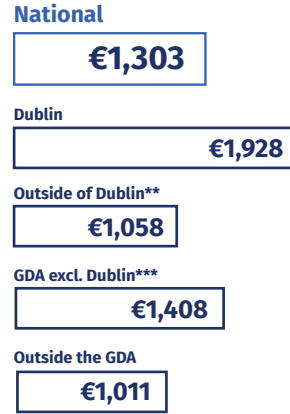 National
€1,303
Dublin
€1,928
Outside of Dublin**
€1,058
GDA excl. Dublin***
€1,408
Outside the GDA
€1,011